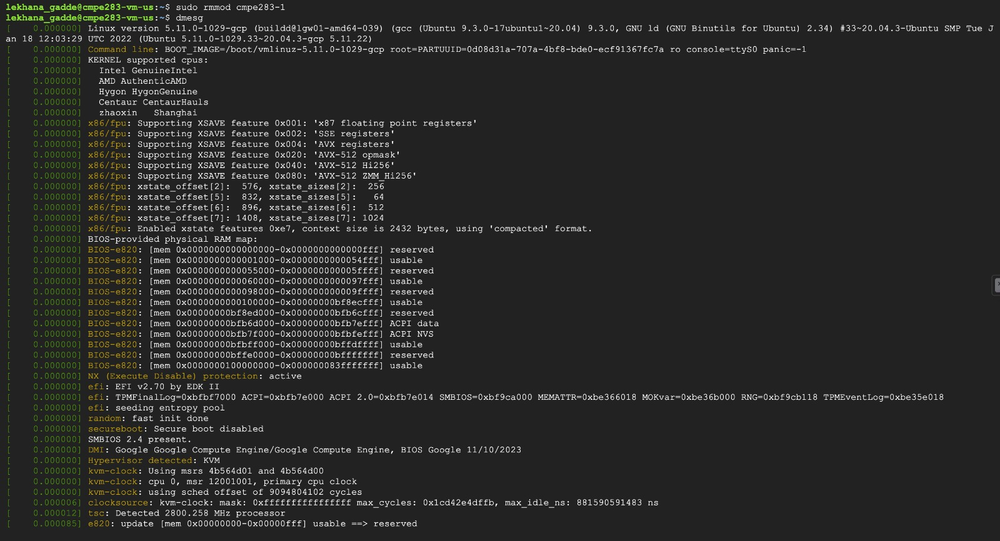 lekhana_gadde@cmpe283-vm-us:~$ sudo rmmod cmpe283-1
lekhana_gadde@cmpe283-vm-us:~$ dmesg
[    0.000000] Linux version 5.11.0-1029-gcp (buildd@lgw01-amd64-039) (gcc (Ubuntu 9.3.0-17ubuntu1~20.04) 9.3.0, GNU ld (GNU Binutils for Ubuntu) 2.34) #33~20.04.3-Ubuntu SMP Tue J
an 18 12:03:29 UTC 2022 (Ubuntu 5.11.0-1029.33~20.04.3-gcp 5.11.22)
[    0.000000] Command line: BOOT_IMAGE=/boot/vmlinuz-5.11.0-1029-gcp root=PARTUUID=0d08d31a-707a-4bf8-bde0-ecf91367fc7a ro console=ttyS0 panic=-1
[    0.000000] KERNEL supported cpus:
[    0.000000]   Intel GenuineIntel
[    0.000000]   AMD AuthenticAMD
[    0.000000]   Hygon HygonGenuine
[    0.000000]   Centaur CentaurHauls
[    0.000000]   zhaoxin   Shanghai
[    0.000000] x86/fpu: Supporting XSAVE feature 0x001: 'x87 floating point registers'
[    0.000000] x86/fpu: Supporting XSAVE feature 0x002: 'SSE registers'
[    0.000000] x86/fpu: Supporting XSAVE feature 0x004: 'AVX registers'
[    0.000000] x86/fpu: Supporting XSAVE feature 0x020: 'AVX-512 opmask'
[    0.000000] x86/fpu: Supporting XSAVE feature 0x040: 'AVX-512 Hi256'
[    0.000000] x86/fpu: Supporting XSAVE feature 0x080: 'AVX-512 ZMM_Hi256'
[    0.000000] x86/fpu: xstate_offset[2]:  576, xstate_sizes[2]:  256
[    0.000000] x86/fpu: xstate_offset[5]:  832, xstate_sizes[5]:   64
[    0.000000] x86/fpu: xstate_offset[6]:  896, xstate_sizes[6]:  512
[    0.000000] x86/fpu: xstate_offset[7]: 1408, xstate_sizes[7]: 1024
[    0.000000] x86/fpu: Enabled xstate features 0xe7, context size is 2432 bytes, using 'compacted' format.
[    0.000000] BIOS-provided physical RAM map:
[    0.000000] BIOS-e820: [mem 0x0000000000000000-0x0000000000000fff] reserved
[    0.000000] BIOS-e820: [mem 0x0000000000001000-0x0000000000054fff] usable
[    0.000000] BIOS-e820: [mem 0x0000000000055000-0x000000000005ffff] reserved
[    0.000000] BIOS-e820: [mem 0x0000000000060000-0x0000000000097fff] usable
[    0.000000] BIOS-e820: [mem 0x0000000000098000-0x000000000009ffff] reserved
[    0.000000] BIOS-e820: [mem 0x0000000000100000-0x00000000bf8ecfff] usable
[    0.000000] BIOS-e820: [mem 0x00000000bf8ed000-0x00000000bfb6cfff] reserved
[    0.000000] BIOS-e820: [mem 0x00000000bfb6d000-0x00000000bfb7efff] ACPI data
[    0.000000] BIOS-e820: [mem 0x00000000bfb7f000-0x00000000bfbfefff] ACPI NVS
[    0.000000] BIOS-e820: [mem 0x00000000bfbff000-0x00000000bffdffff] usable
[    0.000000] BIOS-e820: [mem 0x00000000bffe0000-0x00000000bfffffff] reserved
[    0.000000] BIOS-e820: [mem 0x0000000100000000-0x000000083fffffff] usable
[    0.000000] NX (Execute Disable) protection: active
[    0.000000] efi: EFI v2.70 by EDK II
[    0.000000] efi: TPMFinalLog=0xbfbf7000 ACPI=0xbfb7e000 ACPI 2.0=0xbfb7e014 SMBIOS=0xbf9ca000 MEMATTR=0xbe366018 MOKvar=0xbe36b000 RNG=0xbf9cb118 TPMEventLog=0xbe35e018
[    0.000000] efi: seeding entropy pool
[    0.000000] random: fast init done
[    0.000000] secureboot: Secure boot disabled
[    0.000000] SMBIOS 2.4 present.
[    0.000000] DMI: Google Google Compute Engine/Google Compute Engine, BIOS Google 11/10/2023
[    0.000000] Hypervisor detected: KVM
[    0.000000] kvm-clock: Using msrs 4b564d01 and 4b564d00
[    0.000000] kvm-clock: cpu 0, msr 12001001, primary cpu clock
[    0.000000] kvm-clock: using sched offset of 9094804102 cycles
[    0.000006] clocksource: kvm-clock: mask: 0xffffffffffffffff max_cycles: 0x1cd42e4dffb, max_idle_ns: 881590591483 ns
[    0.000012] tsc: Detected 2800.258 MHz processor
[    0.000085] e820: update [mem 0x00000000-0x00000fff] usable ==> reserved